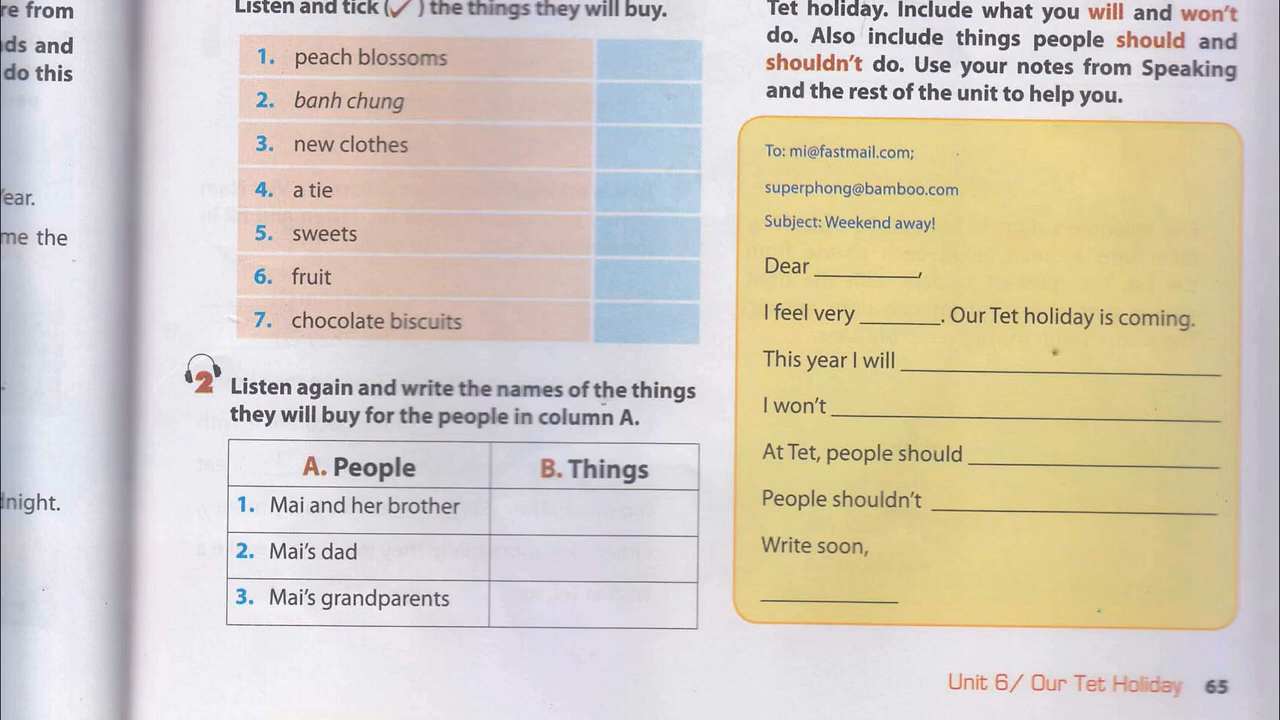 re from
ds and
do this
ear.
me the
night.
Listen and tick (✓) the things they will buy.
1. peach blossoms
2. banh chung
3. new clothes
4. a tie
5. sweets
6. fruit
7. chocolate biscuits
2 Listen again and write the names of the things
they will buy for the people in column A.
A. People B. Things
1. Mai and her brother
2. Mai's dad
3. Mai's grandparents
Tet holiday. Include what you will and won't
do. Also include things people should and
shouldn't do. Use your notes from Speaking
and the rest of the unit to help you.
To: mi@fastmail.com;
superphong@bamboo.com
Subject: Weekend away!
Dear _________,
I feel very _______. Our Tet holiday is coming.
This year I will ____________________________
I won't __________________________________
At Tet, people should ______________________
People shouldn't _________________________
Write soon,
____________
Unit 6/ Our Tet Holiday 65